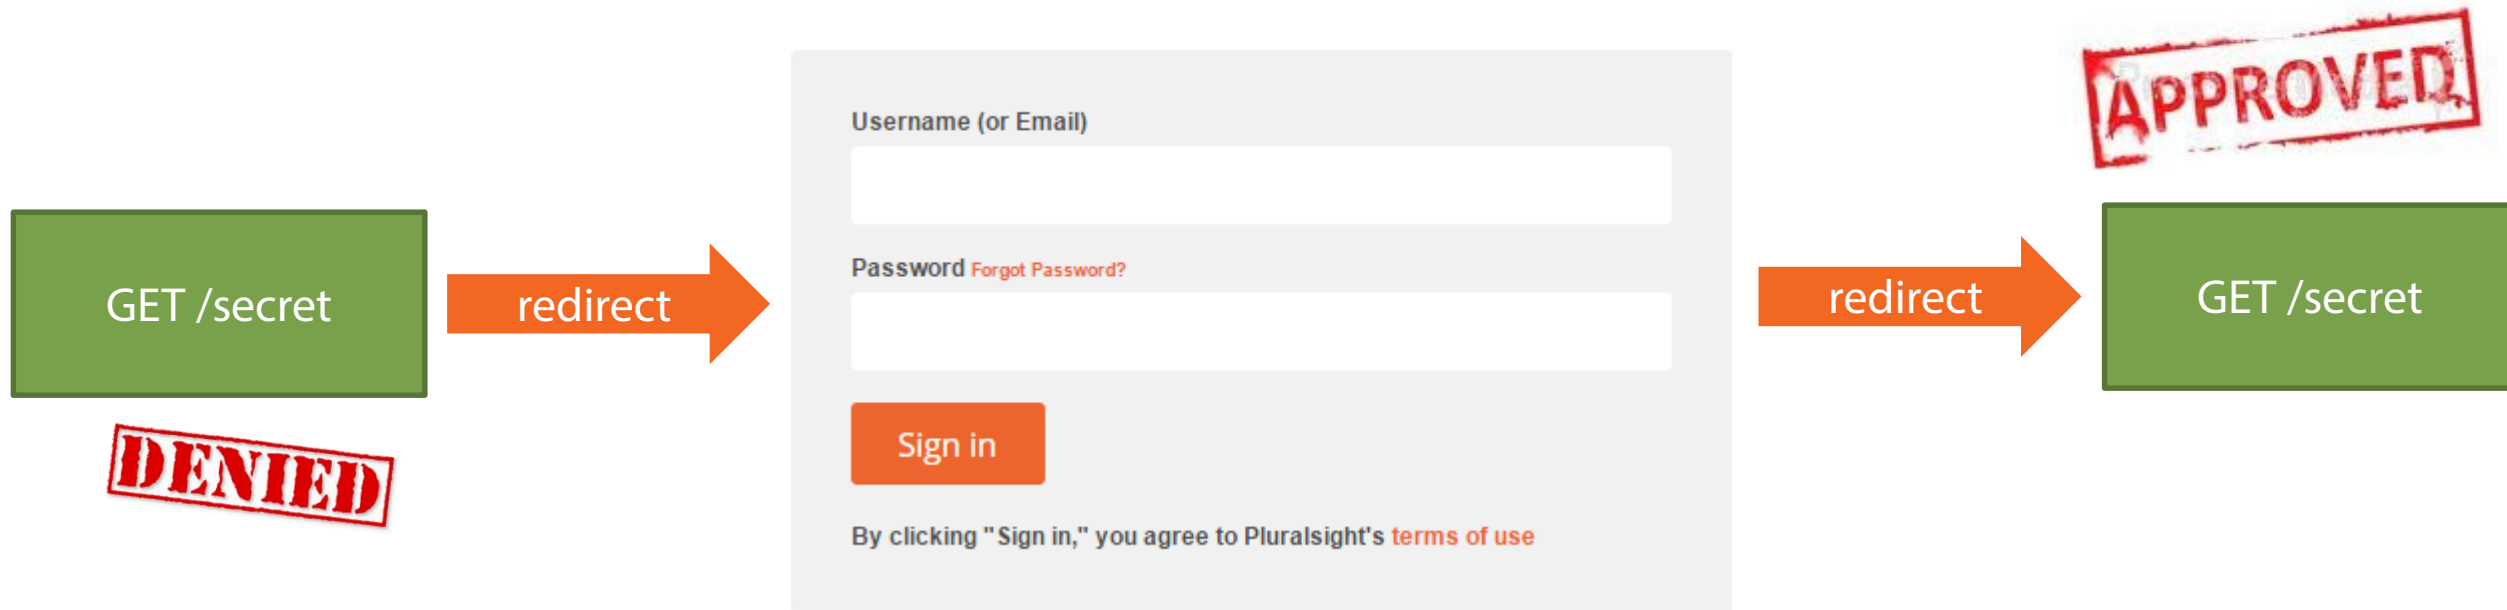 GET /secret
DENIED
redirect
Username (or Email)
Password Forgot Password?
Sign in
By clicking "Sign in," you agree to Pluralsight's terms of use
redirect
APPROVED
GET /secret